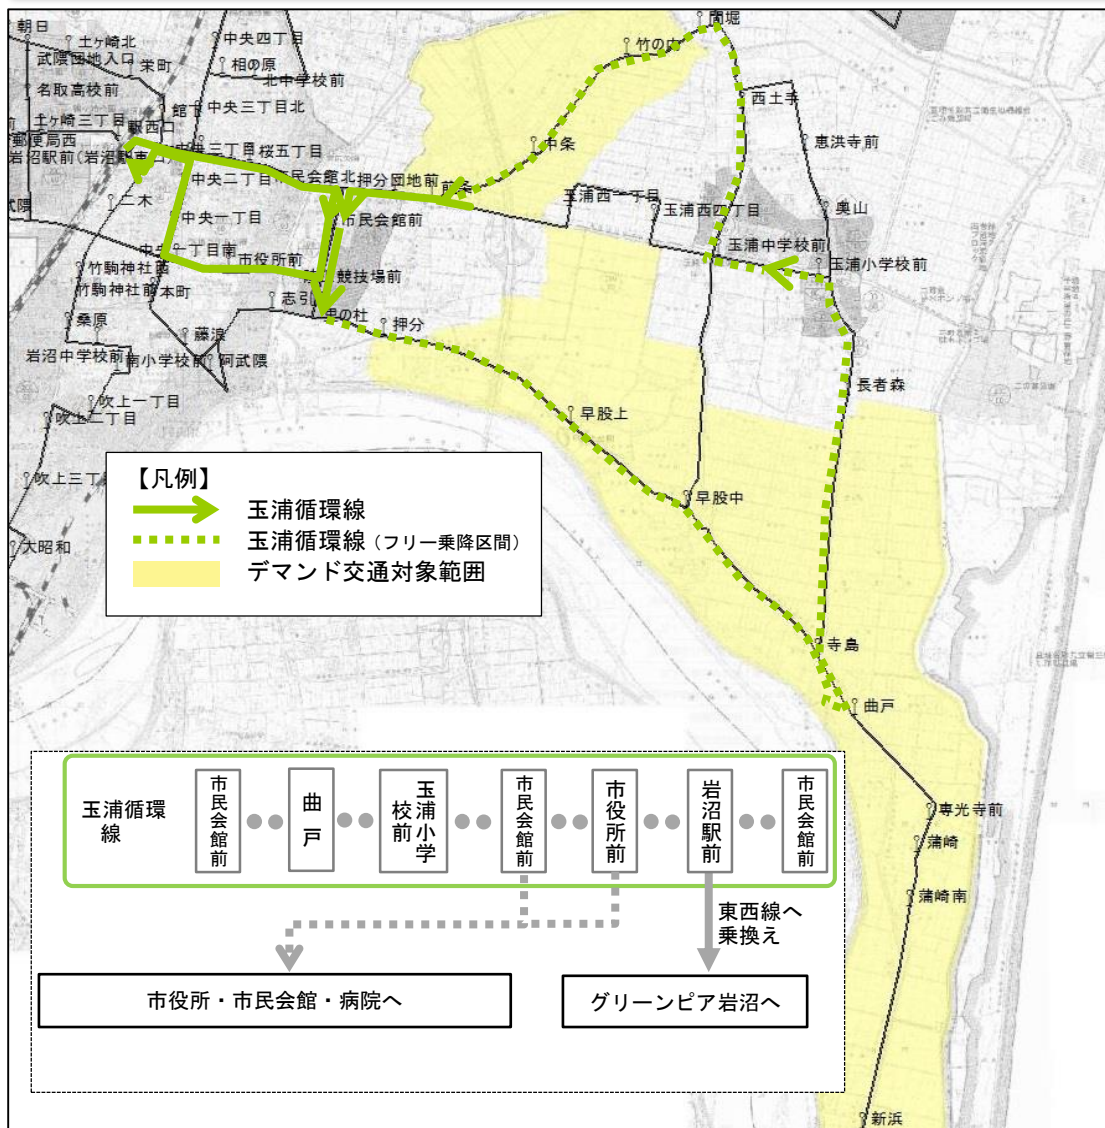 朝日
土ヶ崎北
武隈団地入口
栄町
中央四丁目
相の原
北中学校前
名取高校前
館下
中央三丁目北
土ヶ崎三丁目
駅西口
郵便局西
中央三丁目
桜五丁目
岩沼駅前(岩沼駅東口)
中央二丁目
市民会館北
押分団地前
二木
武隈
中央一丁目
市民会館前
中央一丁目南
市役所前
竹駒神社西
競技場前
竹駒神社前
本町
志引
押分
桑原
藤浪
岩沼中学校前
南小学校前
阿武隈
吹上一丁目
吹上二丁目
吹上三丁目
大昭和
間堀
竹の内
西土手
中条
恵洪寺前
玉浦西一丁目
玉浦西四丁目
奥山
玉浦中学校前
玉浦小学校前
長者森
早股上
早股中
寺島
曲戸
専光寺前
蒲崎
蒲崎南
新浜
【凡例】
玉浦循環線
玉浦循環線(フリー乗降区間)
デマンド交通対象範囲
玉浦循環
線
市民会館前
曲戸
玉浦小学
校前
市民会館前
市役所前
岩沼駅前
市民会館前
東西線へ
乗換え
市役所・市民会館・病院へ
グリーンピア岩沼へ